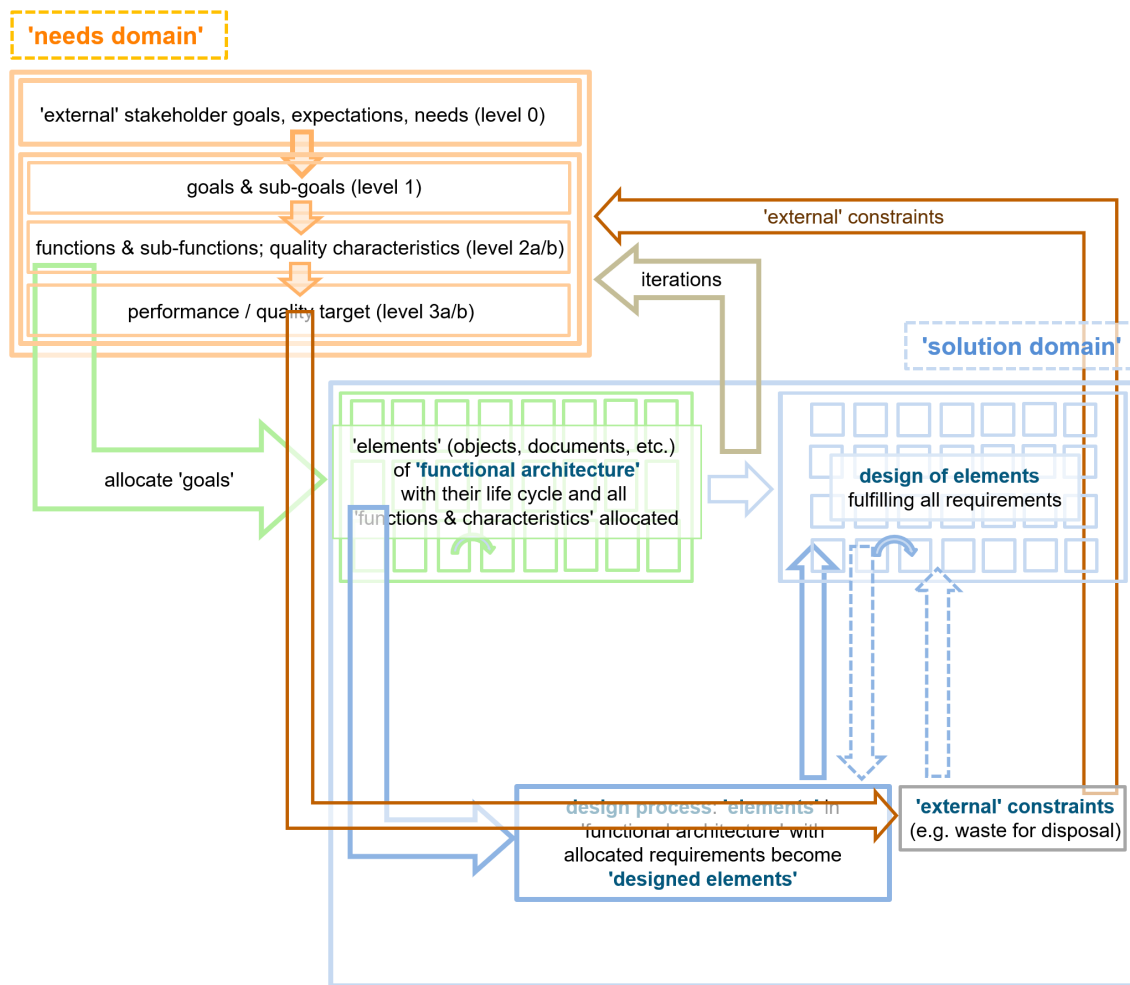 'needs domain'
'external' stakeholder goals, expectations, needs (level 0)
goals & sub-goals (level 1)
functions & sub-functions; quality characteristics (level 2a/b)
performance / quality target (level 3a/b)
'external' constraints
iterations
'solution domain'
allocate 'goals'
'elements' (objects, documents, etc.)
of 'functional architecture'
with their life cycle and all
'functions & characteristics' allocated
design of elements
fulfilling all requirements
design process: 'elements' in
'functional architecture' with
allocated requirements become
'designed elements'
'external' constraints
(e.g. waste for disposal)